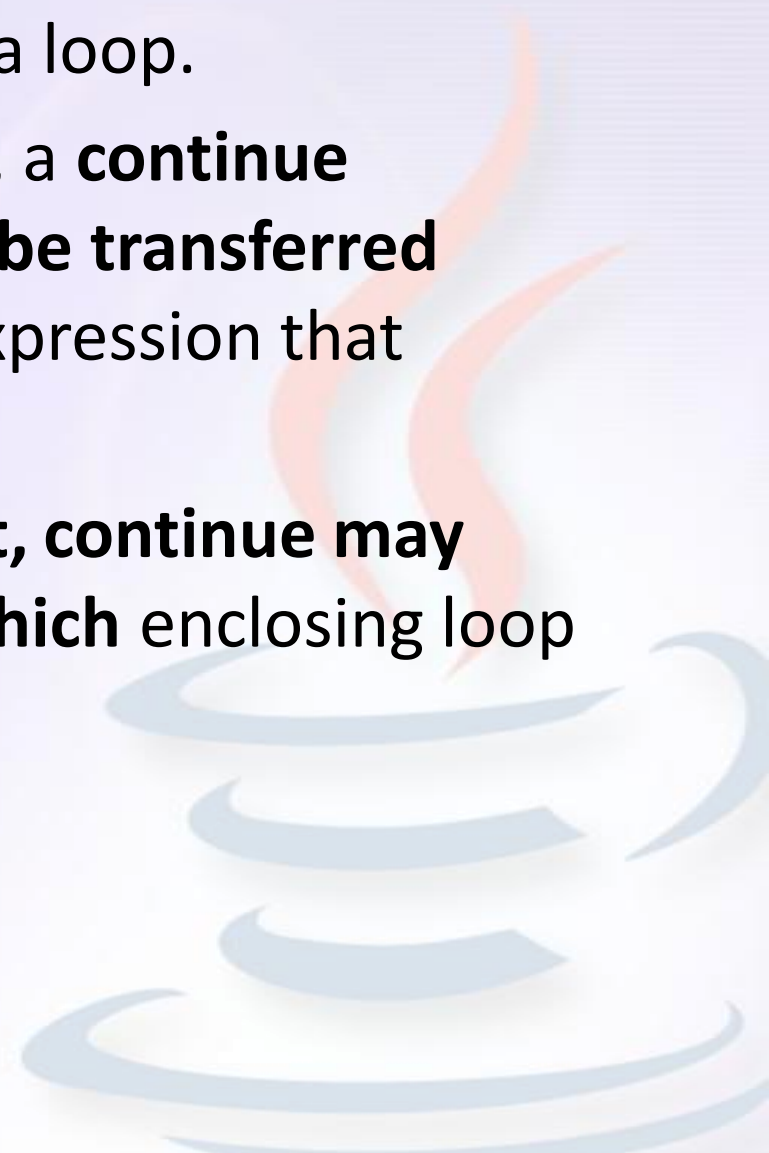 a loop.
a continue
be transferred
xpression that
t, continue may
hich enclosing loop